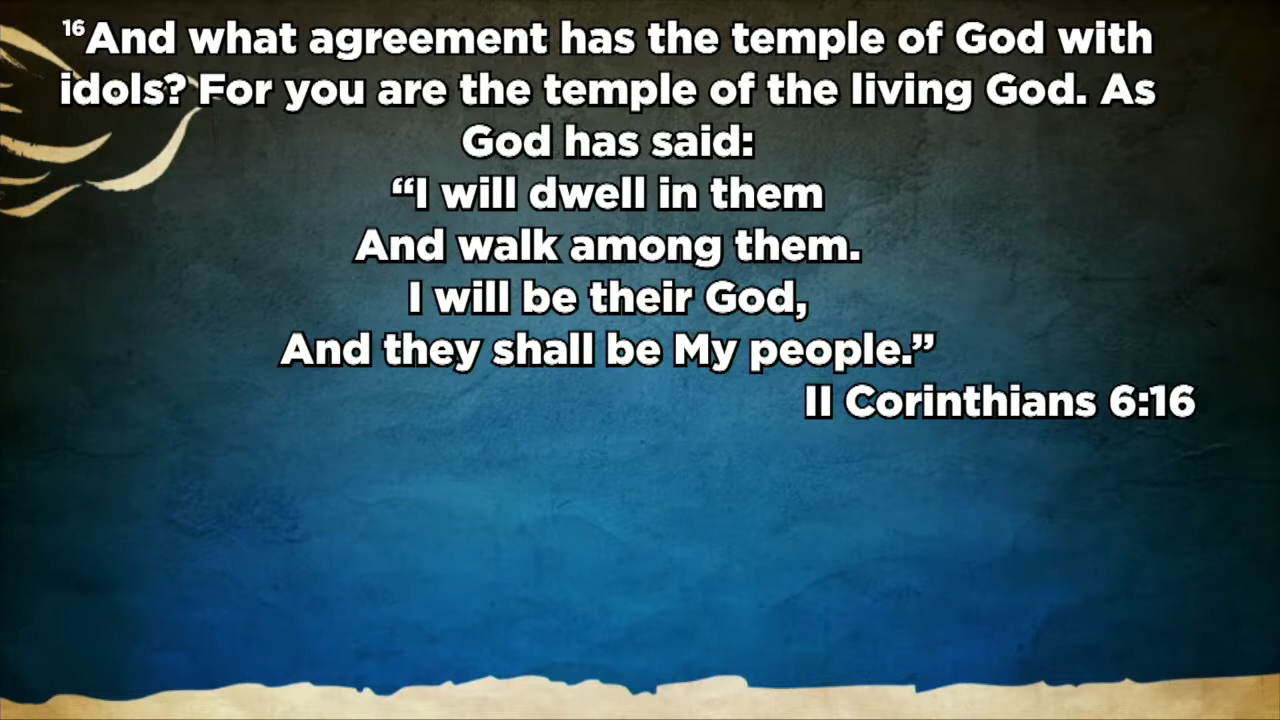 ¹⁶And what agreement has the temple of God with
idols? For you are the temple of the living God. As
God has said:
“I will dwell in them
And walk among them.
I will be their God,
And they shall be My people.”
II Corinthians 6:16